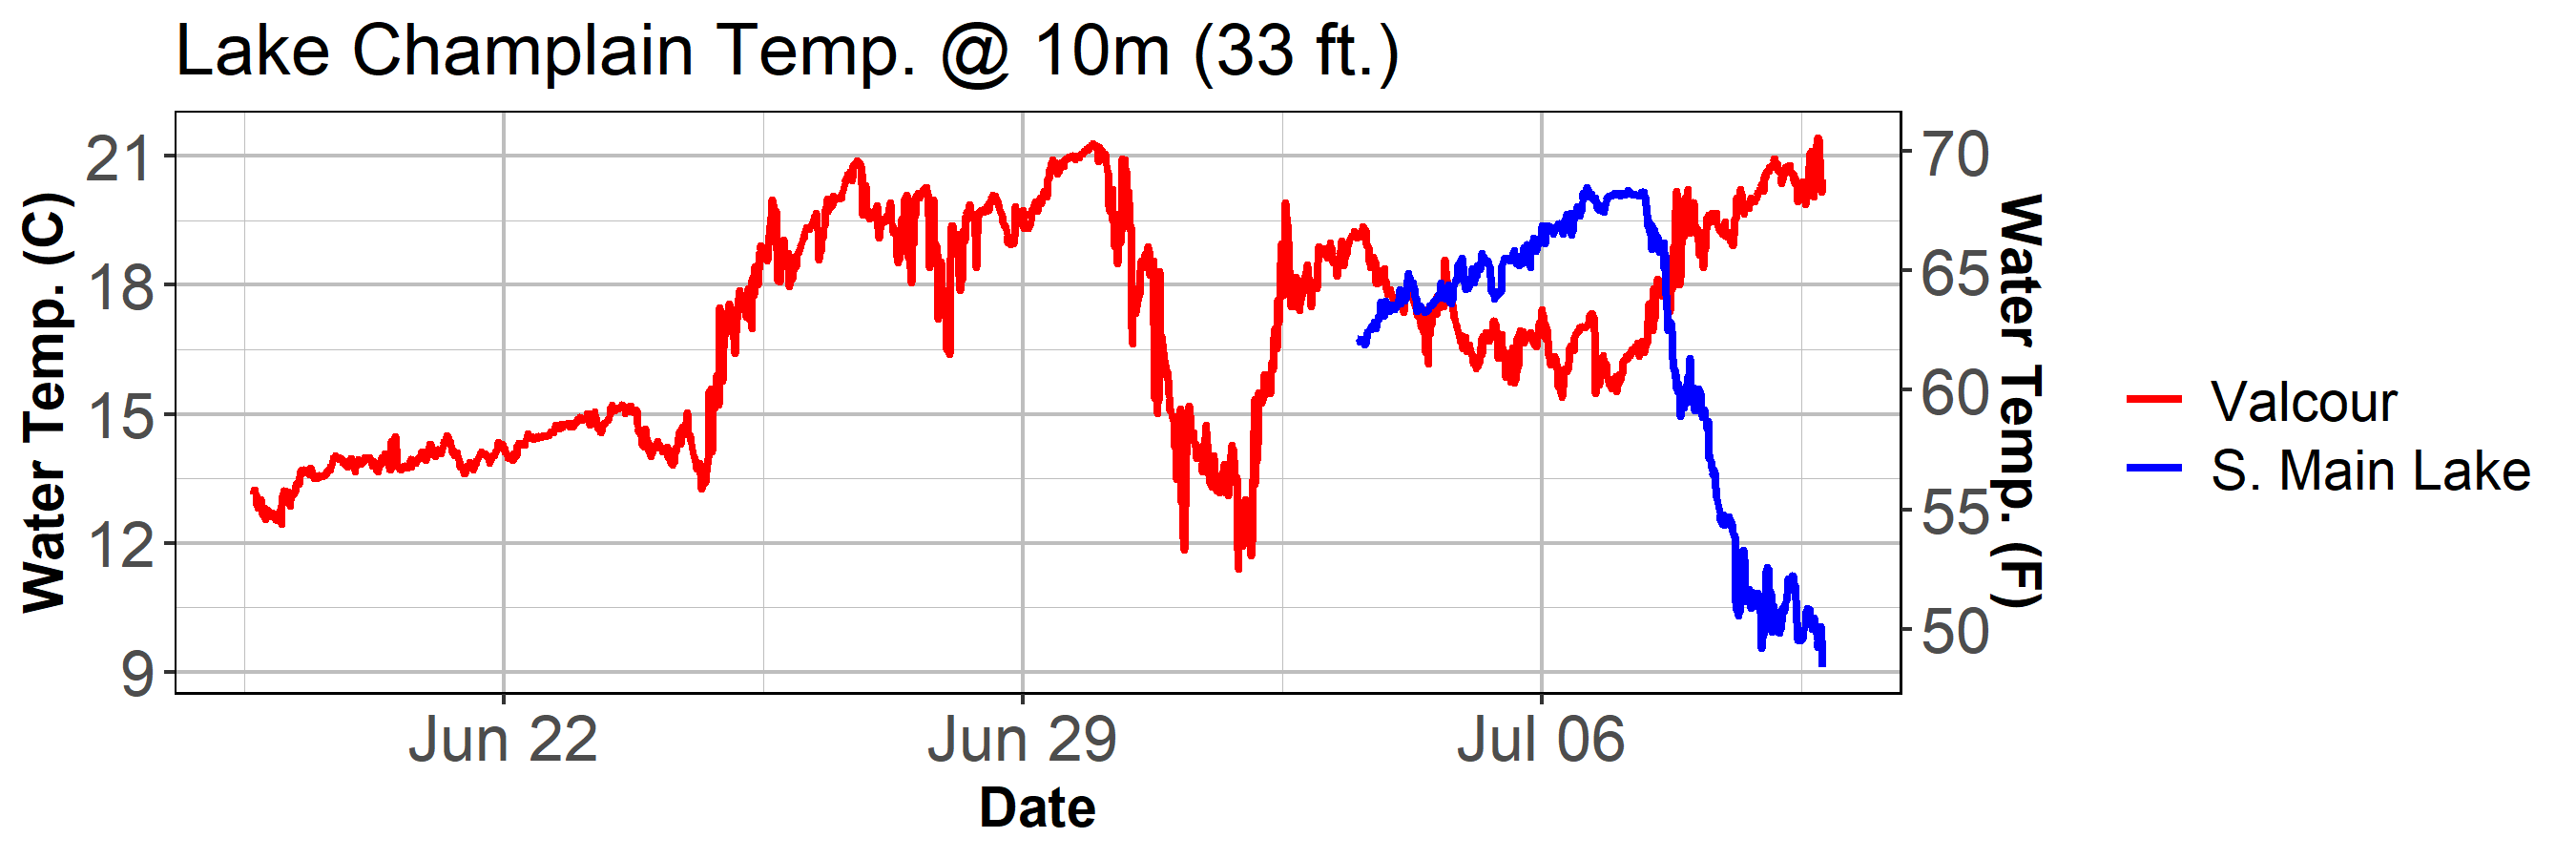 Lake Champlain Temp. @ 10m (33 ft.)
Water Temp. (C)
21
18
15
12
9
70
65
60
55
50
Water Temp. (F)
Jun 22
Jun 29
Jul 06
Date
Valcour
S. Main Lake